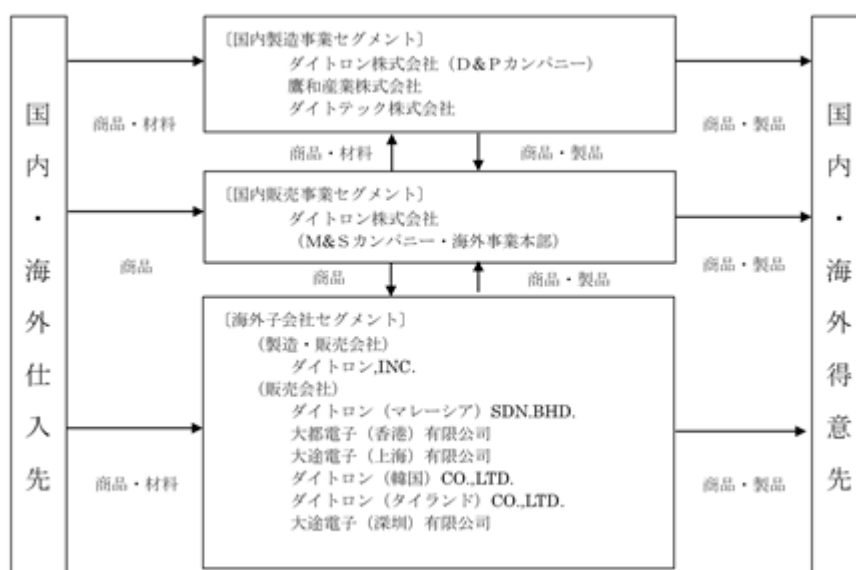 国内・海外仕入先
商品・材料
商品
商品・材料
〔国内製造事業セグメント〕
ダイトロン株式会社（D＆Pカンパニー）
鷹和産業株式会社
ダイトテック株式会社
商品・材料
商品・製品
〔国内販売事業セグメント〕
ダイトロン株式会社
（M&Sカンパニー・海外事業本部）
商品
商品・製品
〔海外子会社セグメント〕
（製造・販売会社）
ダイトロン,INC.
（販売会社）
ダイトロン（マレーシア）SDN.BHD.
大都電子（香港）有限公司
大途電子（上海）有限公司
ダイトロン（韓国）CO.,LTD.
ダイトロン（タイランド）CO.,LTD.
大途電子（深圳）有限公司
商品・製品
商品・製品
商品・製品
国内・海外得意先